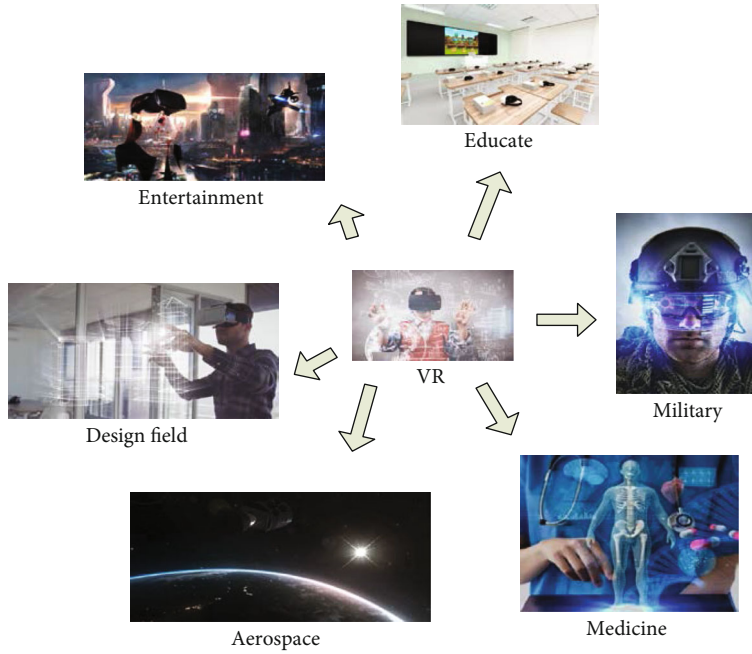 Educate
Entertainment
VR
Military
Design field
Medicine
Aerospace